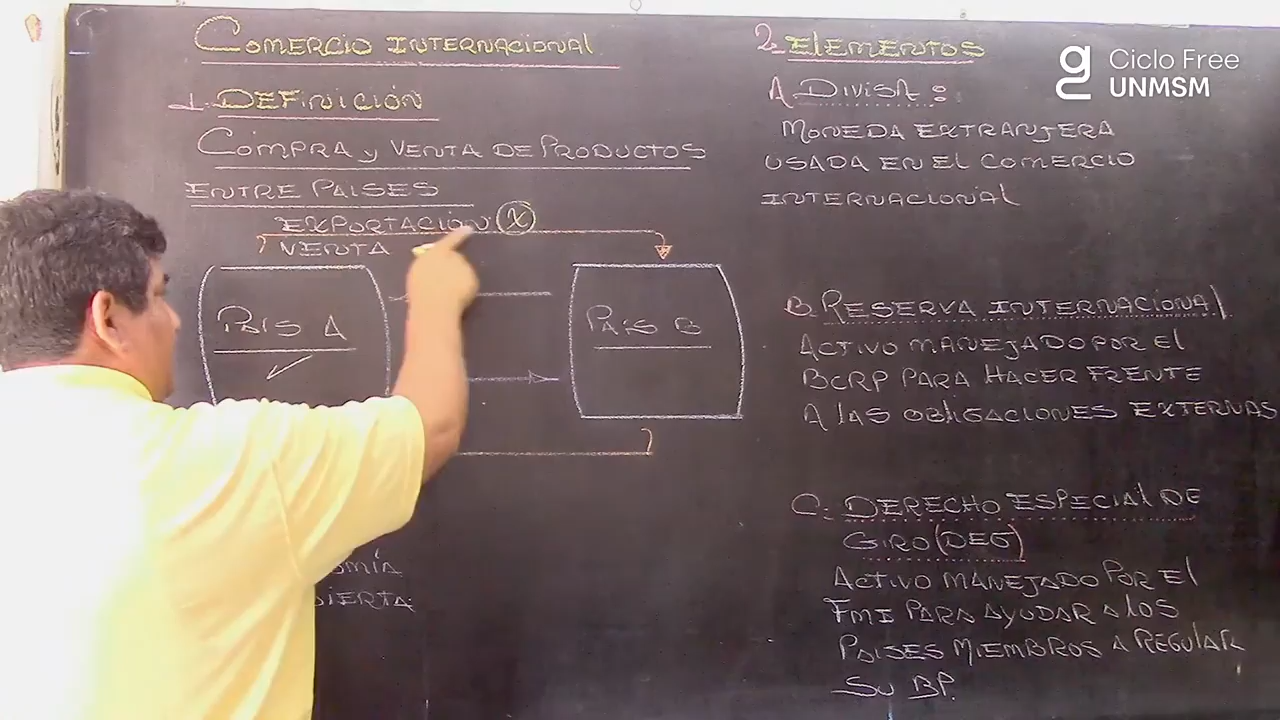 COMERCIO INTERNACIONAL
1. DEFINICIÓN
COMPRA Y VENTA DE PRODUCTOS
ENTRE PAISES
EXPORTACIÓN (X)
VENTA
PAIS A
PAIS B
2. ELEMENTOS
A. DIVISA:
MONEDA EXTRANJERA
USADA EN EL COMERCIO
INTERNACIONAL
B. RESERVA INTERNACIONAL
ACTIVO MANEJADO POR EL
BCRP PARA HACER FRENTE
A LAS OBLIGACIONES EXTERNAS
C. DERECHO ESPECIAL DE
GIRO (DEG)
ACTIVO MANEJADO POR EL
FMI PARA AYUDAR A LOS
PAISES MIEMBROS A REGULAR
SU BP.
Ciclo Free
UNMSM